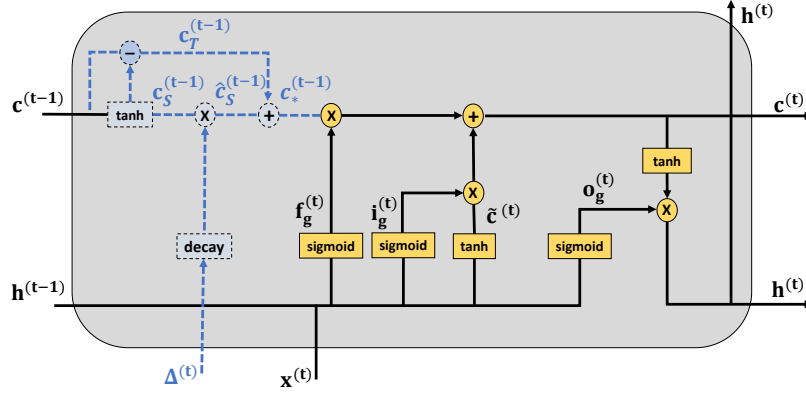 h^(t)
c_T^(t-1)
−
c^(t-1)
c_S^(t-1)
ĉ_S^(t-1)
c_*^(t-1)
c^(t)
tanh
x
+
x
+
tanh
f_g^(t)
i_g^(t)
x
c̃^(t)
o_g^(t)
x
decay
sigmoid
sigmoid
tanh
sigmoid
h^(t-1)
h^(t)
Δ^(t)
x^(t)